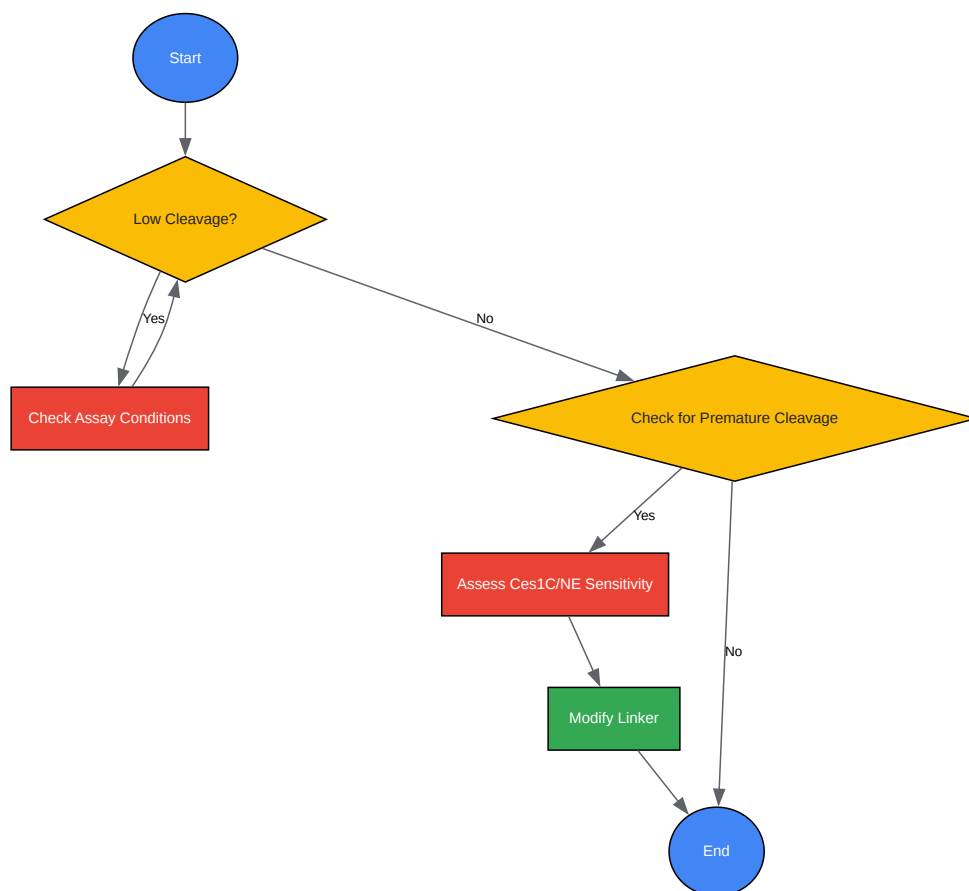 Start
Low Cleavage?
Yes
No
Check Assay Conditions
Check for Premature Cleavage
Yes
Assess Ces1C/NE Sensitivity
No
Modify Linker
End